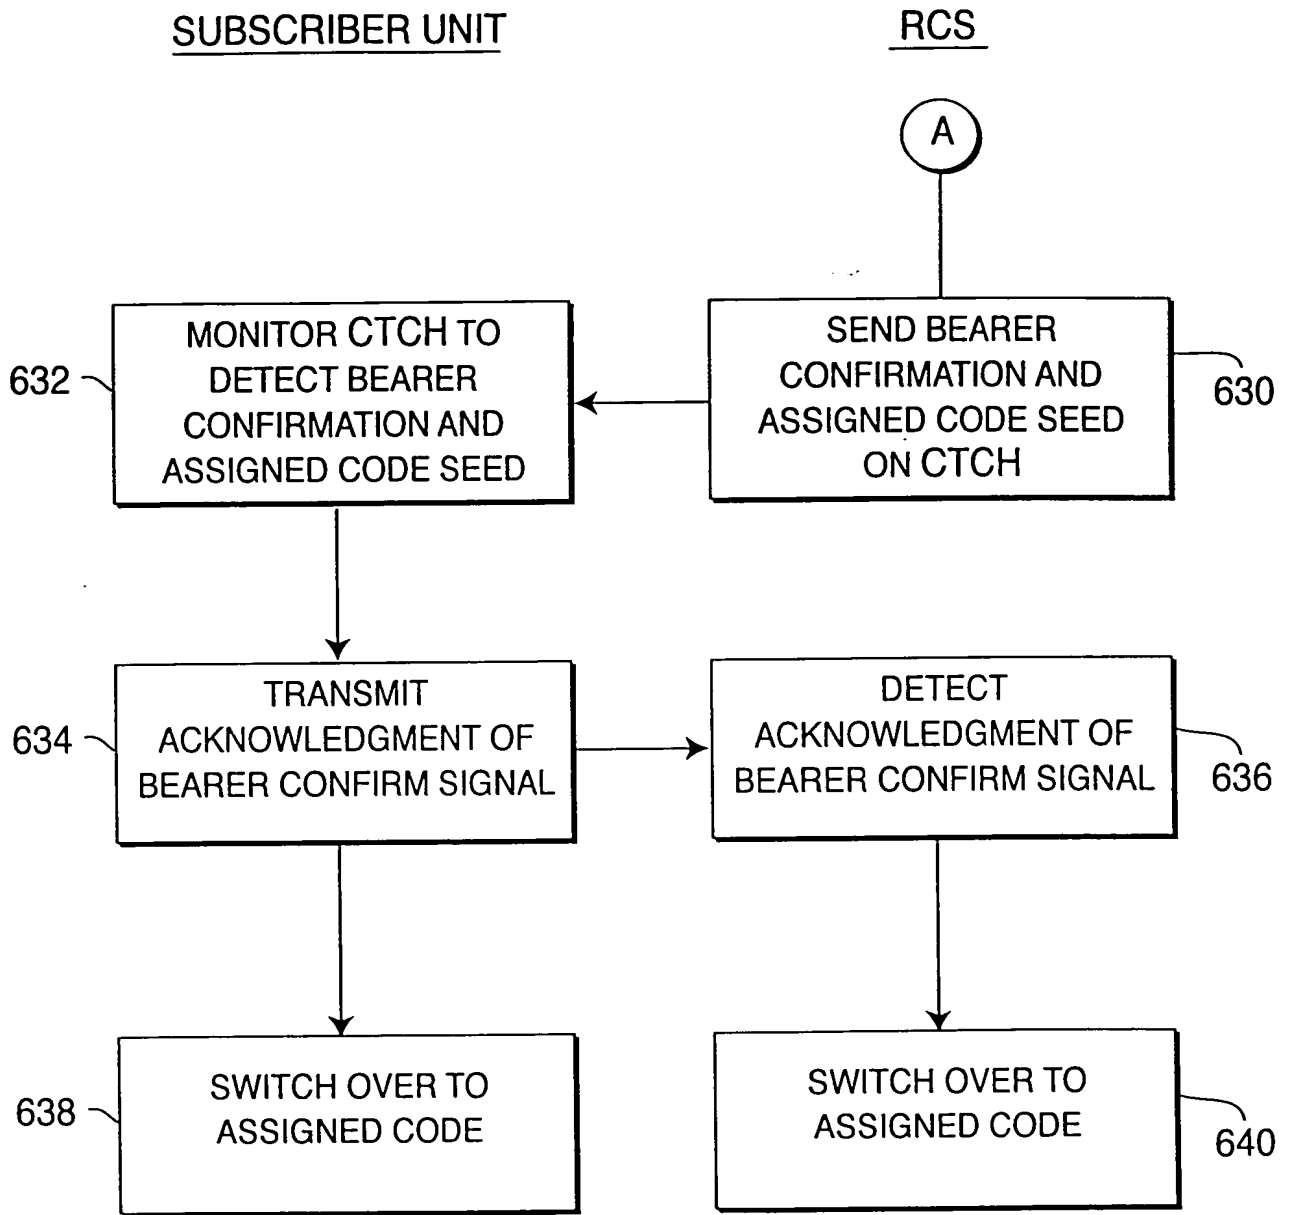 SUBSCRIBER UNIT
RCS
A
632
MONITOR CTCH TO
DETECT BEARER
CONFIRMATION AND
ASSIGNED CODE SEED
SEND BEARER
CONFIRMATION AND
ASSIGNED CODE SEED
ON CTCH
630
634
TRANSMIT
ACKNOWLEDGMENT OF
BEARER CONFIRM SIGNAL
DETECT
ACKNOWLEDGMENT OF
BEARER CONFIRM SIGNAL
636
638
SWITCH OVER TO
ASSIGNED CODE
SWITCH OVER TO
ASSIGNED CODE
640